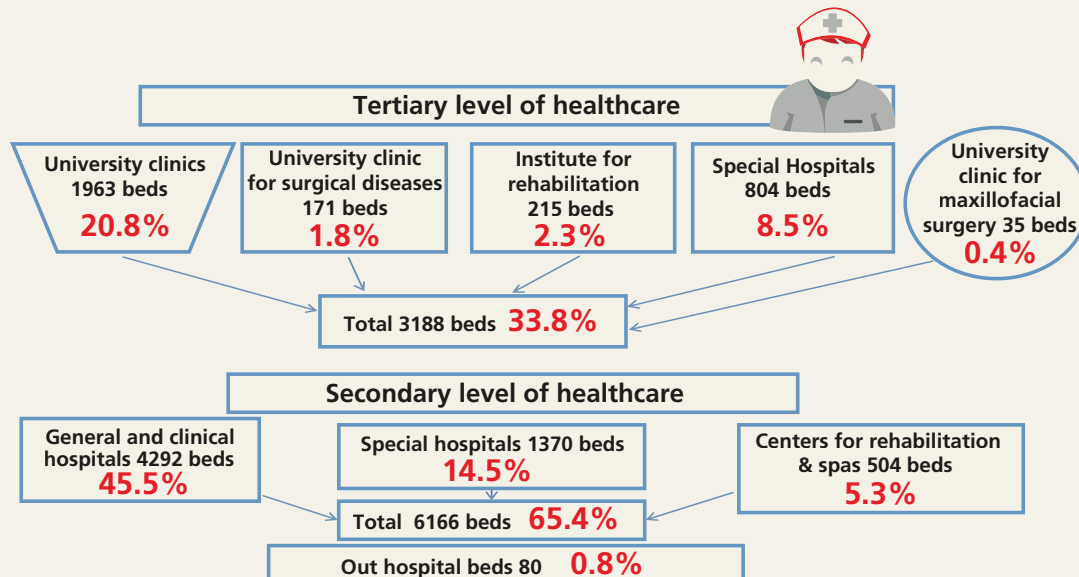 Tertiary level of healthcare
University clinics
1963 beds
20.8%
University clinic
for surgical diseases
171 beds
1.8%
Institute for
rehabilitation
215 beds
2.3%
Special Hospitals
804 beds
8.5%
University
clinic for
maxillofacial
surgery 35 beds
0.4%
Total 3188 beds 33.8%
Secondary level of healthcare
General and clinical
hospitals 4292 beds
45.5%
Special hospitals 1370 beds
14.5%
Centers for rehabilitation
& spas 504 beds
5.3%
Total 6166 beds 65.4%
Out hospital beds 80 0.8%